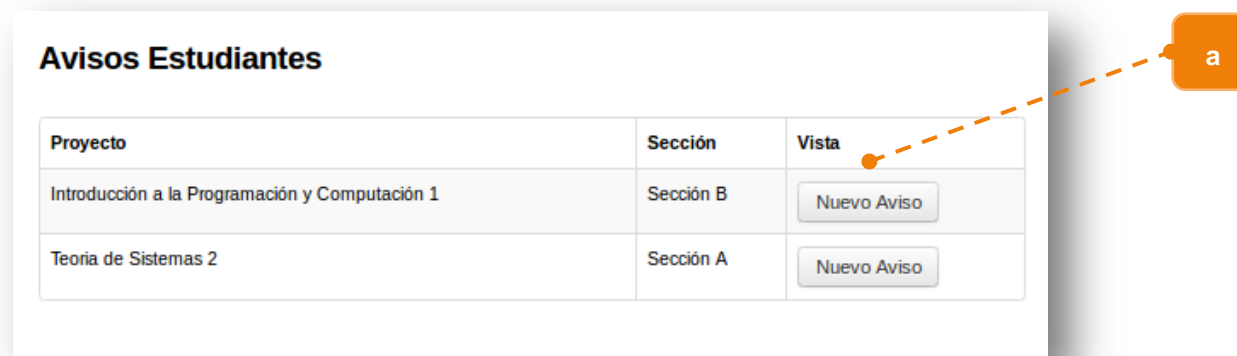 Avisos Estudiantes
a
Proyecto Sección Vista
Introducción a la Programación y Computación 1 Sección B Nuevo Aviso
Teoria de Sistemas 2 Sección A Nuevo Aviso